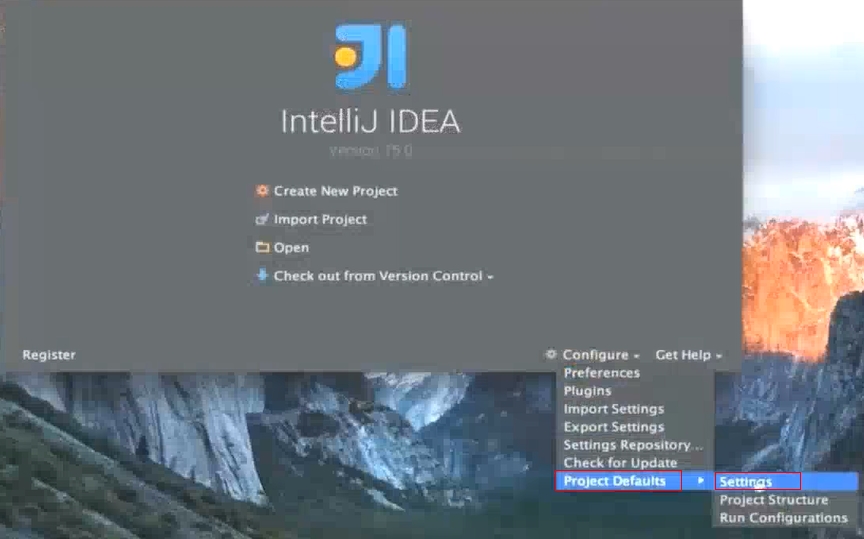 IntelliJ IDEA
Version 15.0
Create New Project
Import Project
Open
Check out from Version Control
Register
Configure
Get Help
Preferences
Plugins
Import Settings
Export Settings
Settings Repository...
Check for Update
Project Defaults
Settings
Project Structure
Run Configurations